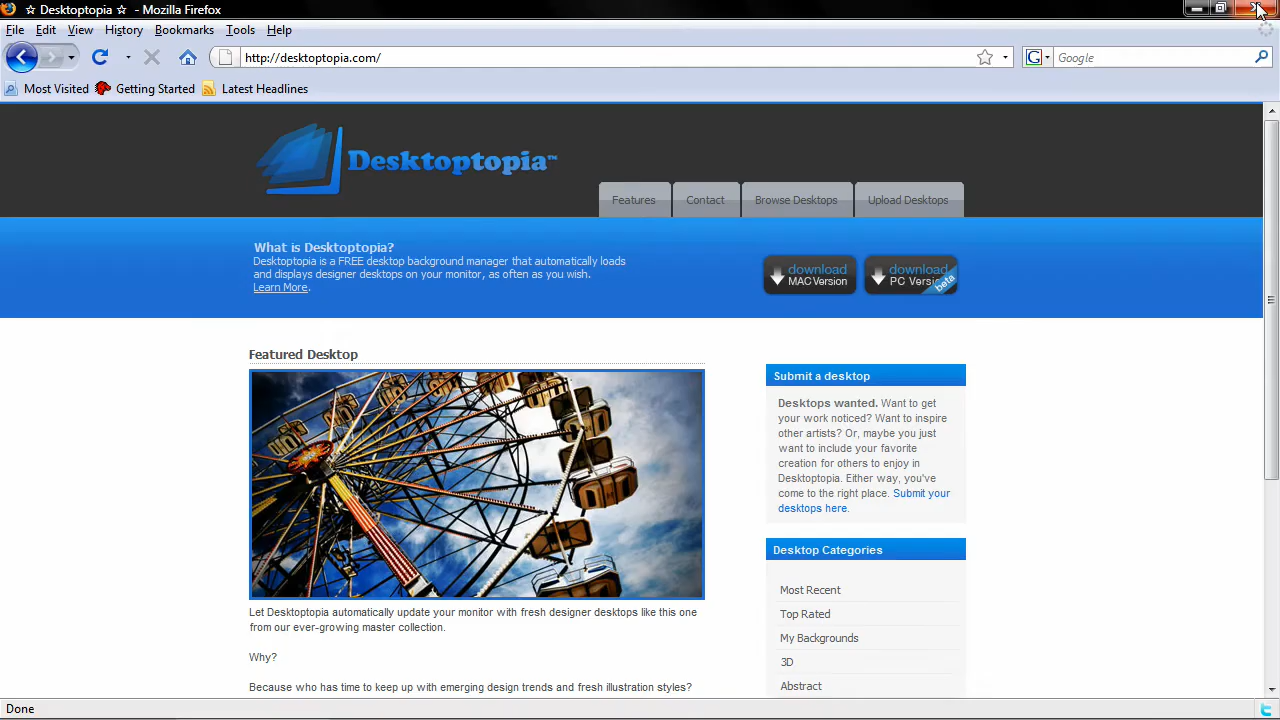 ☆ Desktoptopia ☆ - Mozilla Firefox
File Edit View History Bookmarks Tools Help
http://desktoptopia.com/
G Google
Most Visited Getting Started Latest Headlines
Desktoptopia™
Features Contact Browse Desktops Upload Desktops
What is Desktoptopia?
Desktoptopia is a FREE desktop background manager that automatically loads
and displays designer desktops on your monitor, as often as you wish.
Learn More.
download
MAC Version
download
PC Version
beta
Featured Desktop
Let Desktoptopia automatically update your monitor with fresh designer desktops like this one
from our ever-growing master collection.
Why?
Because who has time to keep up with emerging design trends and fresh illustration styles?
Submit a desktop
Desktops wanted. Want to get
your work noticed? Want to inspire
other artists? Or, maybe you just
want to include your favorite
creation for others to enjoy in
Desktoptopia. Either way, you've
come to the right place. Submit your
desktops here.
Desktop Categories
Most Recent
Top Rated
My Backgrounds
3D
Abstract
Done